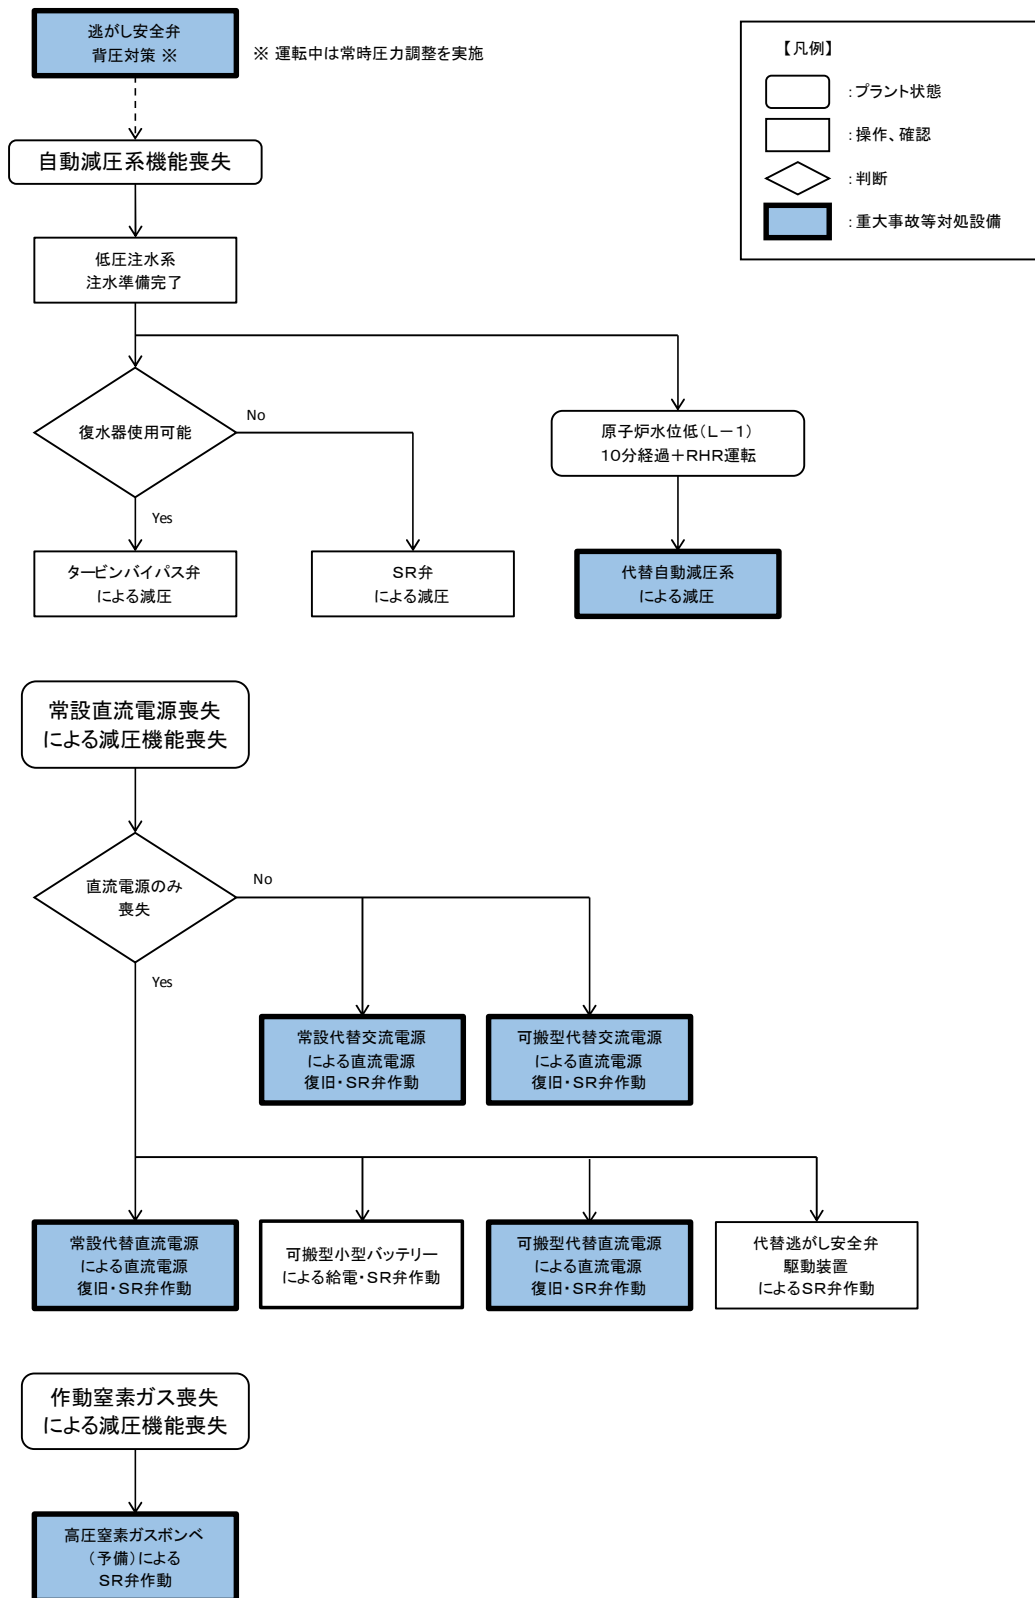 逃がし安全弁
背圧対策 ※
※ 運転中は常時圧力調整を実施
【凡例】
：プラント状態
：操作、確認
：判断
：重大事故等対処設備
自動減圧系機能喪失
低圧注水系
注水準備完了
復水器使用可能
No
Yes
原子炉水位低(L－1)
10分経過＋RHR運転
タービンバイパス弁
による減圧
SR弁
による減圧
代替自動減圧系
による減圧
常設直流電源喪失
による減圧機能喪失
直流電源のみ
喪失
No
Yes
常設代替交流電源
による直流電源
復旧・SR弁作動
可搬型代替交流電源
による直流電源
復旧・SR弁作動
常設代替直流電源
による直流電源
復旧・SR弁作動
可搬型小型バッテリー
による給電・SR弁作動
可搬型代替直流電源
による直流電源
復旧・SR弁作動
代替逃がし安全弁
駆動装置
によるSR弁作動
作動窒素ガス喪失
による減圧機能喪失
高圧窒素ガスボンベ
（予備）による
SR弁作動